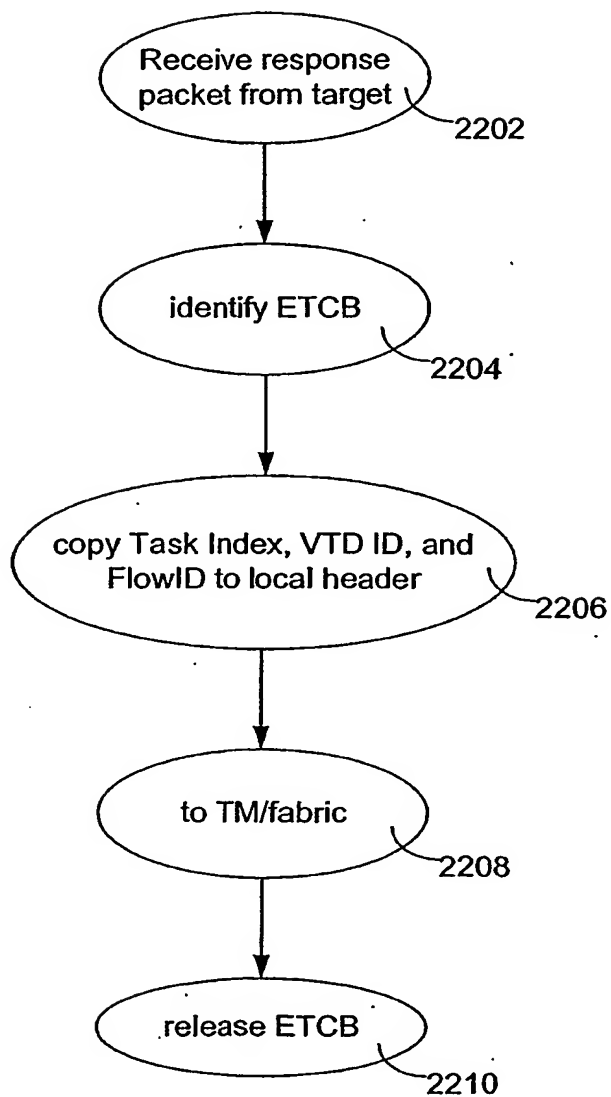 Receive response
packet from target
2202
identify ETCB
2204
copy Task Index, VTD ID, and
FlowID to local header
2206
to TM/fabric
2208
release ETCB
2210